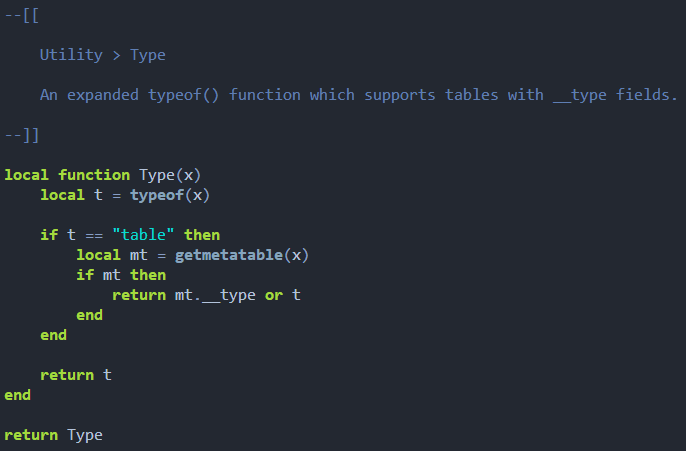 --[[
Utility > Type
An expanded typeof() function which supports tables with __type fields.
--]]
local function Type(x)
local t = typeof(x)
if t == "table" then
local mt = getmetatable(x)
if mt then
return mt.__type or t
end
end
return t
end
return Type